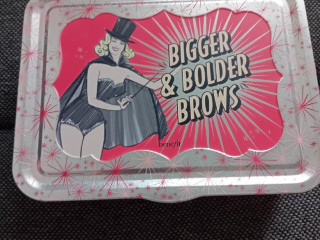 BIGGER
& BOLDER
BROWS
benefit